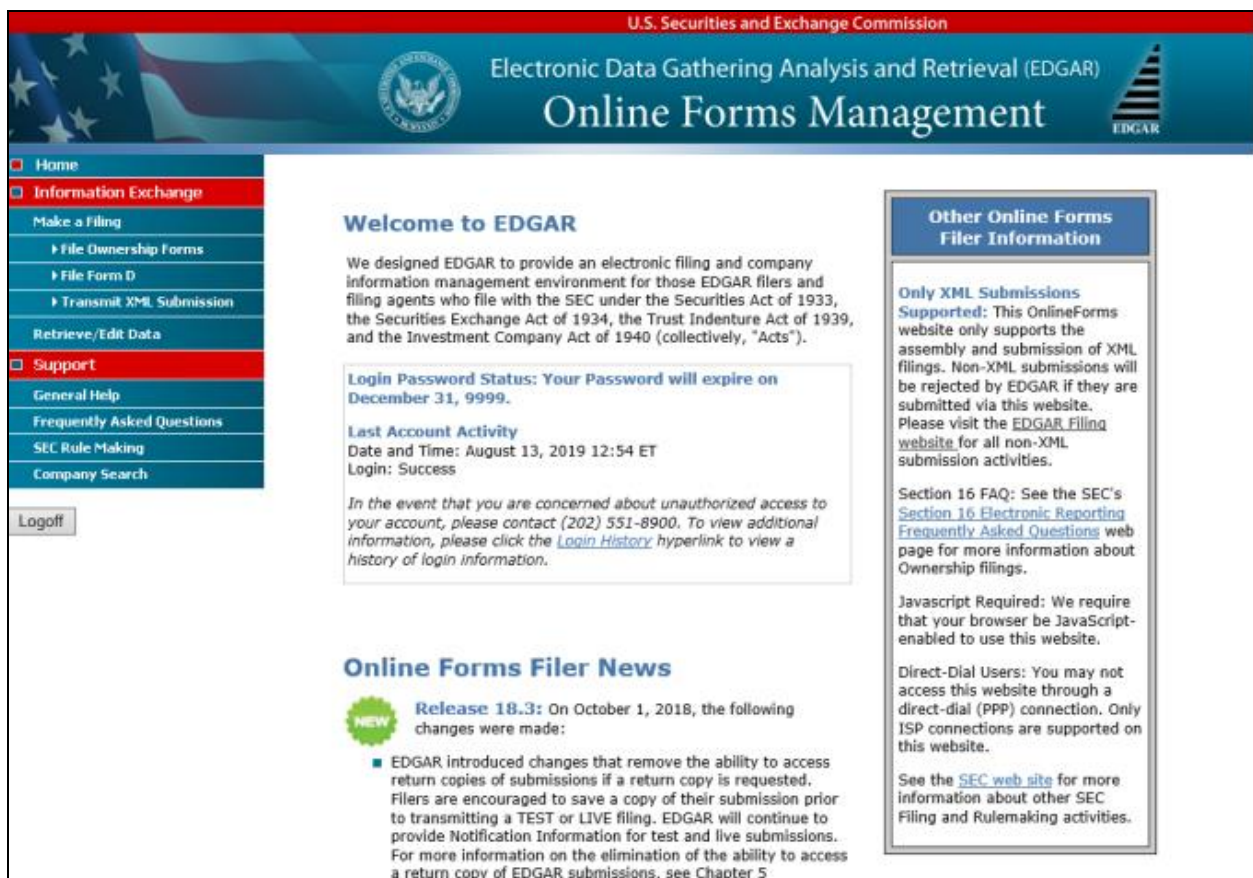 U.S. Securities and Exchange Commission
Electronic Data Gathering Analysis and Retrieval (EDGAR)
Online Forms Management
EDGAR
Home
Information Exchange
Make a Filing
File Ownership Forms
File Form D
Transmit XML Submission
Retrieve/Edit Data
Support
General Help
Frequently Asked Questions
SEC Rule Making
Company Search
Logoff
Welcome to EDGAR
We designed EDGAR to provide an electronic filing and company
information management environment for those EDGAR filers and
filing agents who file with the SEC under the Securities Act of 1933,
the Securities Exchange Act of 1934, the Trust Indenture Act of 1939,
and the Investment Company Act of 1940 (collectively, "Acts").
Login Password Status: Your Password will expire on
December 31, 9999.
Last Account Activity
Date and Time: August 13, 2019 12:54 ET
Login: Success
In the event that you are concerned about unauthorized access to
your account, please contact (202) 551-8900. To view additional
information, please click the Login History hyperlink to view a
history of login information.
Online Forms Filer News
NEW
Release 18.3: On October 1, 2018, the following
changes were made:
EDGAR introduced changes that remove the ability to access
return copies of submissions if a return copy is requested.
Filers are encouraged to save a copy of their submission prior
to transmitting a TEST or LIVE filing. EDGAR will continue to
provide Notification Information for test and live submissions.
For more information on the elimination of the ability to access
a return copy of EDGAR submissions, see Chapter 5
Other Online Forms
Filer Information
Only XML Submissions
Supported: This OnlineForms
website only supports the
assembly and submission of XML
filings. Non-XML submissions will
be rejected by EDGAR if they are
submitted via this website.
Please visit the EDGAR Filing
website for all non-XML
submission activities.
Section 16 FAQ: See the SEC's
Section 16 Electronic Reporting
Frequently Asked Questions web
page for more information about
Ownership filings.
Javascript Required: We require
that your browser be JavaScript-
enabled to use this website.
Direct-Dial Users: You may not
access this website through a
direct-dial (PPP) connection. Only
ISP connections are supported on
this website.
See the SEC web site for more
information about other SEC
Filing and Rulemaking activities.